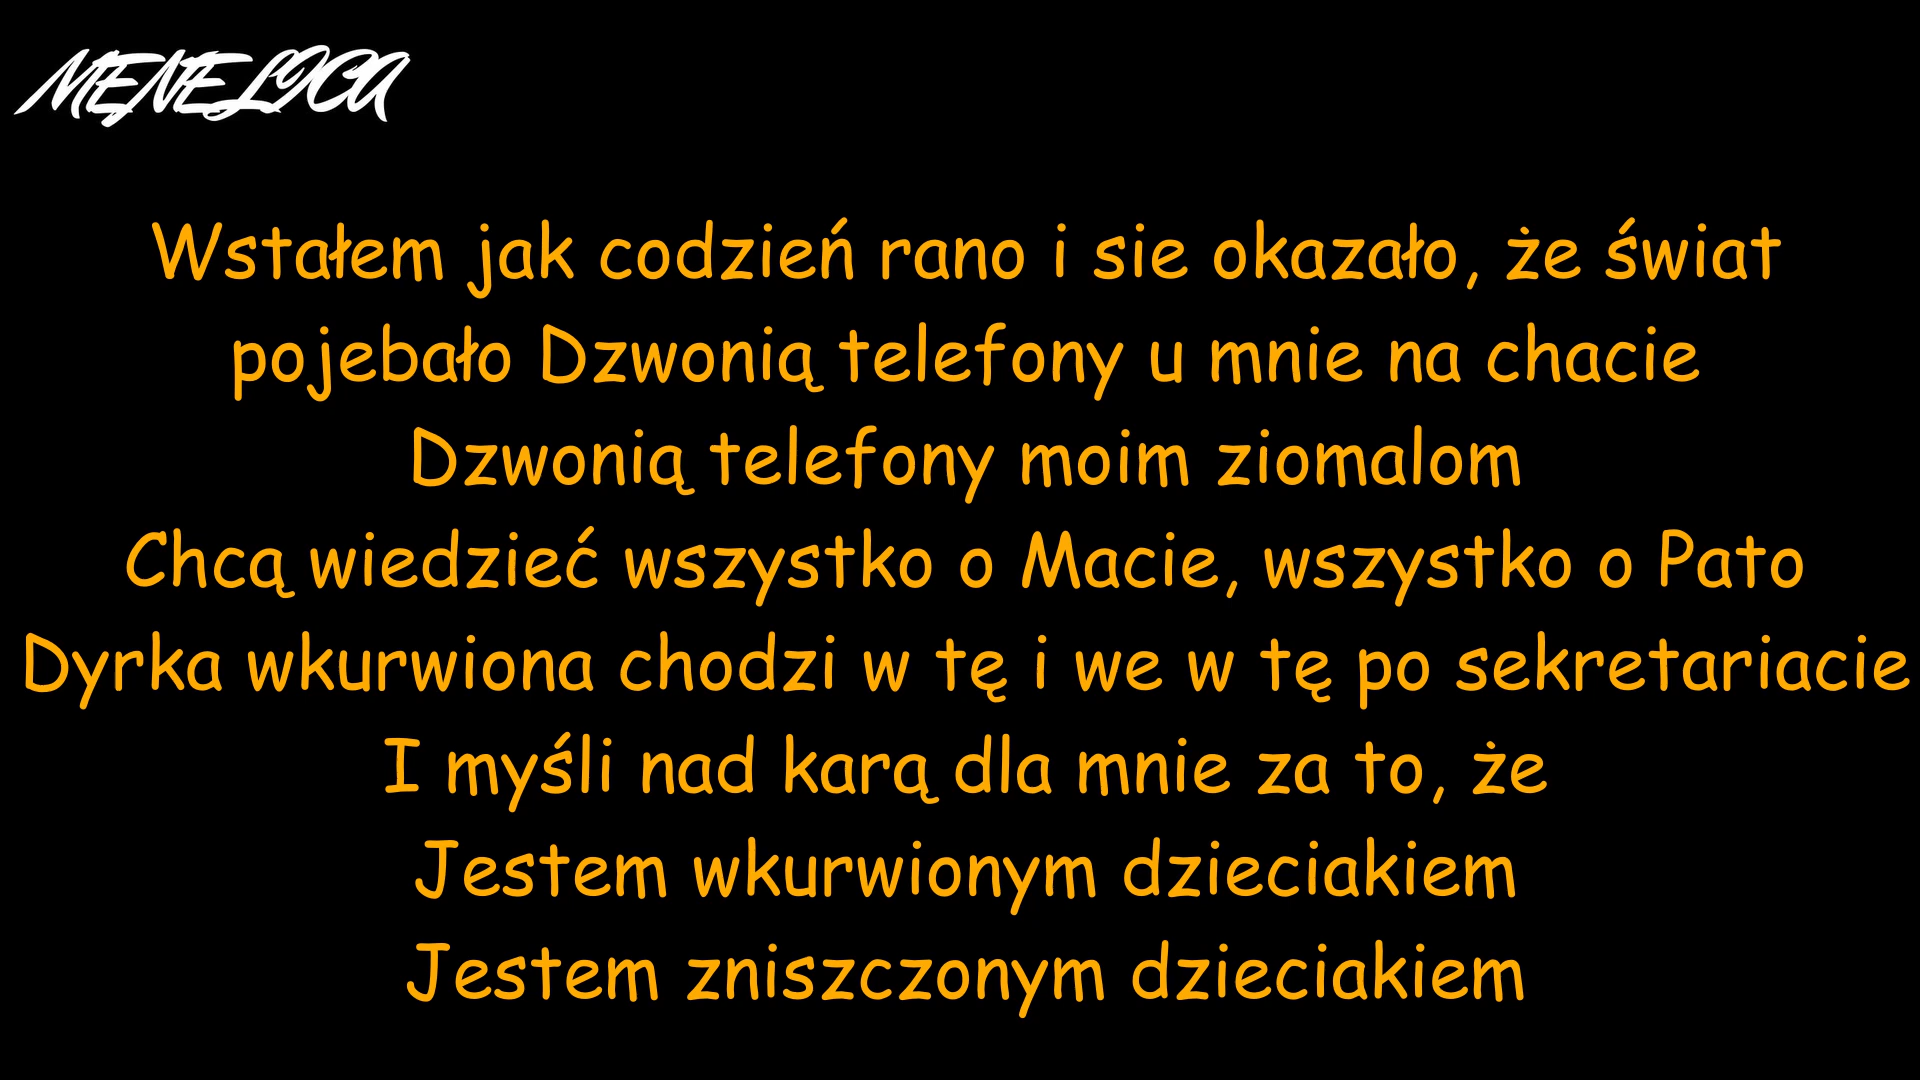 MENELICA
Wstałem jak codzień rano i sie okazało, że świat
pojebało Dzwonią telefony u mnie na chacie
Dzwonią telefony moim ziomalom
Chcą wiedzieć wszystko o Macie, wszystko o Pato
Dyrka wkurwiona chodzi w tę i we w tę po sekretariacie
I myśli nad karą dla mnie za to, że
Jestem wkurwionym dzieciakiem
Jestem zniszczonym dzieciakiem